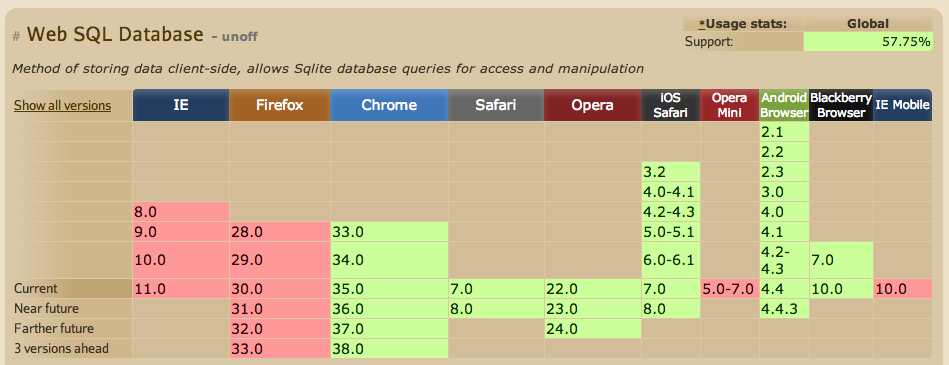 # Web SQL Database - unoff
*Usage stats: Global
Support: 57.75%
Method of storing data client-side, allows Sqlite database queries for access and manipulation
Show all versions IE Firefox Chrome Safari Opera iOS Safari Opera Mini Android Browser Blackberry Browser IE Mobile
2.1
2.2
3.2 2.3
4.0-4.1 3.0
8.0 4.2-4.3 4.0
9.0 28.0 33.0 5.0-5.1 4.1
10.0 29.0 34.0 6.0-6.1 4.2-4.3 7.0
Current 11.0 30.0 35.0 7.0 22.0 7.0 5.0-7.0 4.4 10.0 10.0
Near future 31.0 36.0 8.0 23.0 8.0 4.4.3
Farther future 32.0 37.0 24.0
3 versions ahead 33.0 38.0